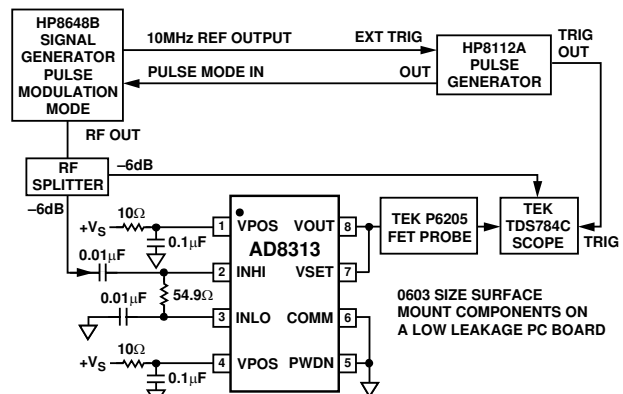 HP8648B
SIGNAL
GENERATOR
PULSE
MODULATION
MODE
10MHz REF OUTPUT
EXT TRIG
PULSE MODE IN
OUT
HP8112A
PULSE
GENERATOR
TRIG
OUT
RF OUT
RF
SPLITTER
–6dB
–6dB
+VS
10Ω
0.1μF
0.01μF
54.9Ω
0.01μF
+VS
10Ω
0.1μF
1 VPOS
VOUT 8
AD8313
2 INHI
VSET 7
3 INLO
COMM 6
4 VPOS
PWDN 5
TEK P6205
FET PROBE
TEK
TDS784C
SCOPE
TRIG
0603 SIZE SURFACE
MOUNT COMPONENTS ON
A LOW LEAKAGE PC BOARD